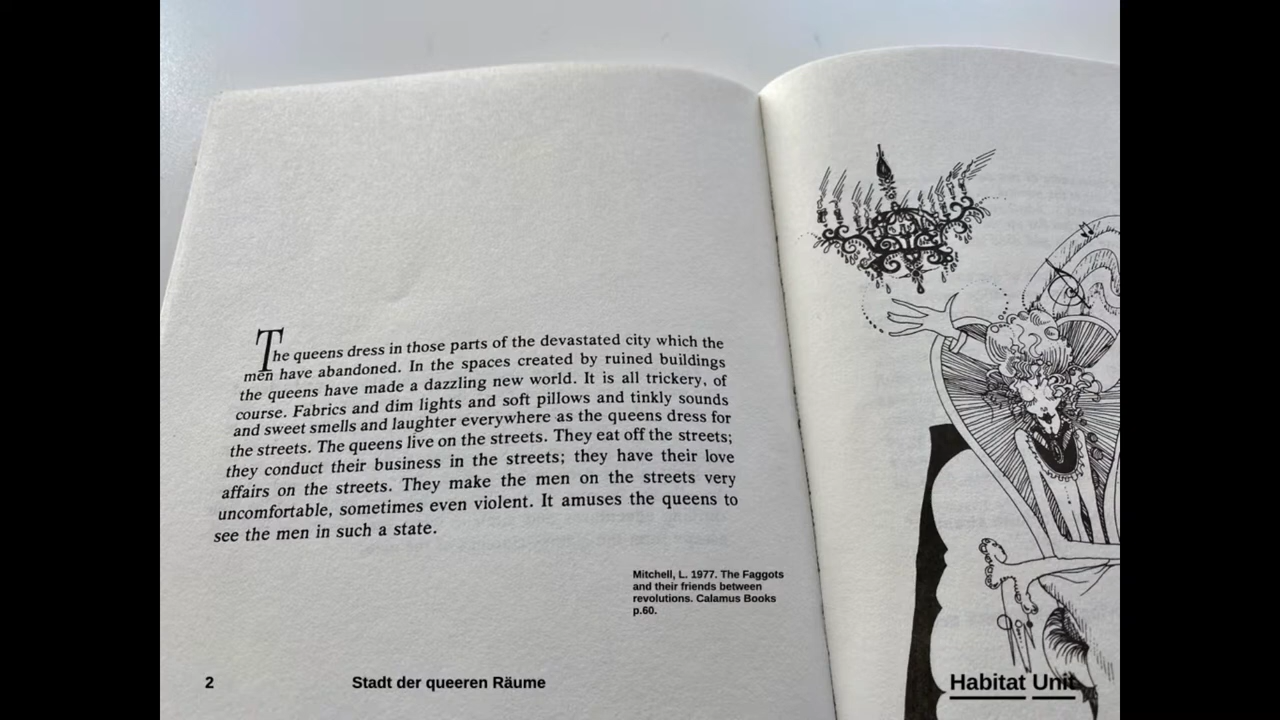 The queens dress in those parts of the devastated city which the
men have abandoned. In the spaces created by ruined buildings
the queens have made a dazzling new world. It is all trickery, of
course. Fabrics and dim lights and soft pillows and tinkly sounds
and sweet smells and laughter everywhere as the queens dress for
the streets. The queens live on the streets. They eat off the streets;
they conduct their business in the streets; they have their love
affairs on the streets. They make the men on the streets very
uncomfortable, sometimes even violent. It amuses the queens to
see the men in such a state.
Mitchell, L. 1977. The Faggots
and their friends between
revolutions. Calamus Books
p.60.
2
Stadt der queeren Räume
Habitat Unit